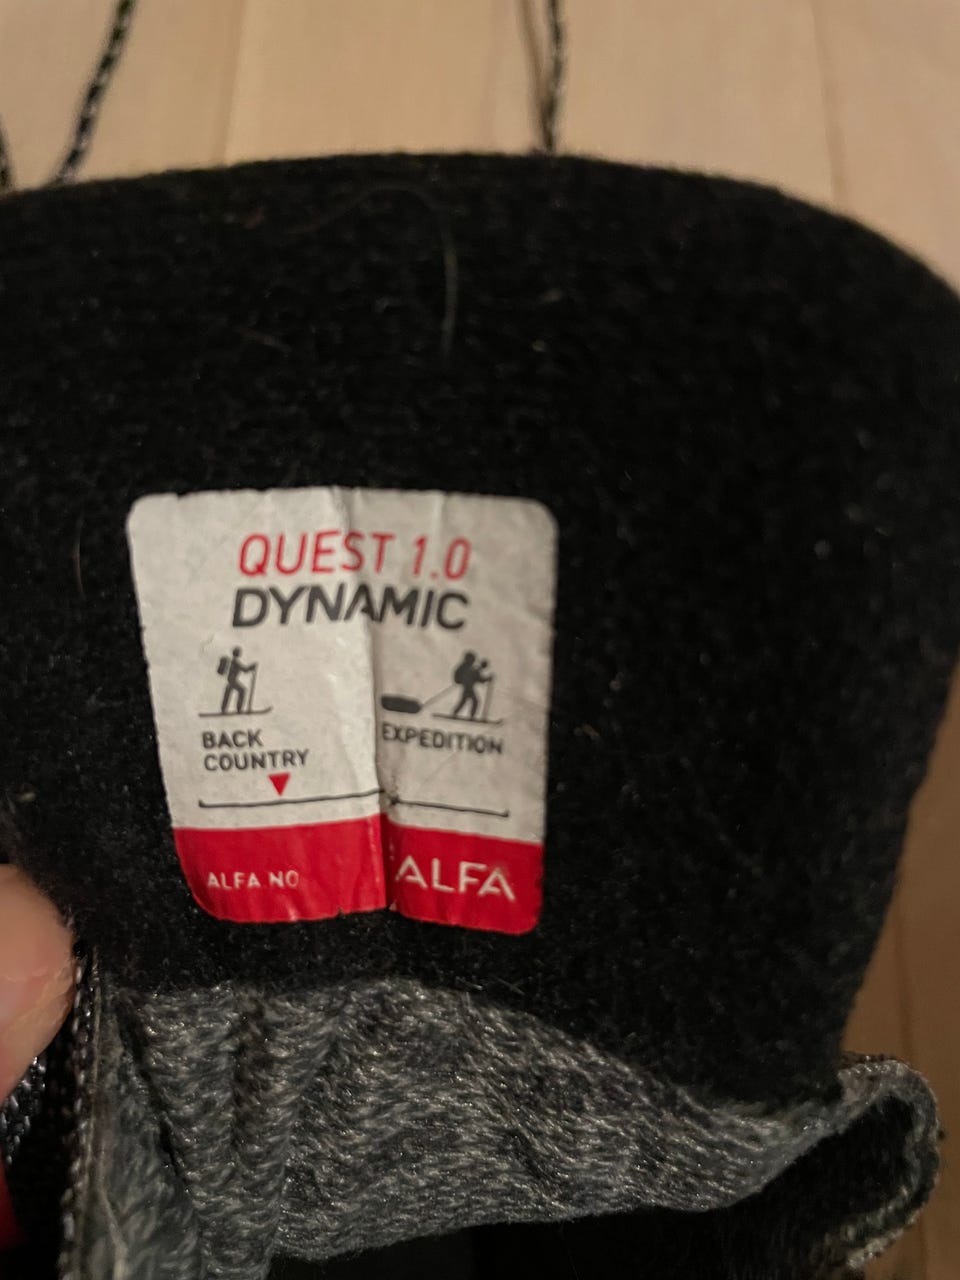 QUEST 1.0
DYNAMIC
BACK
COUNTRY
EXPEDITION
ALFA.NO
ALFA